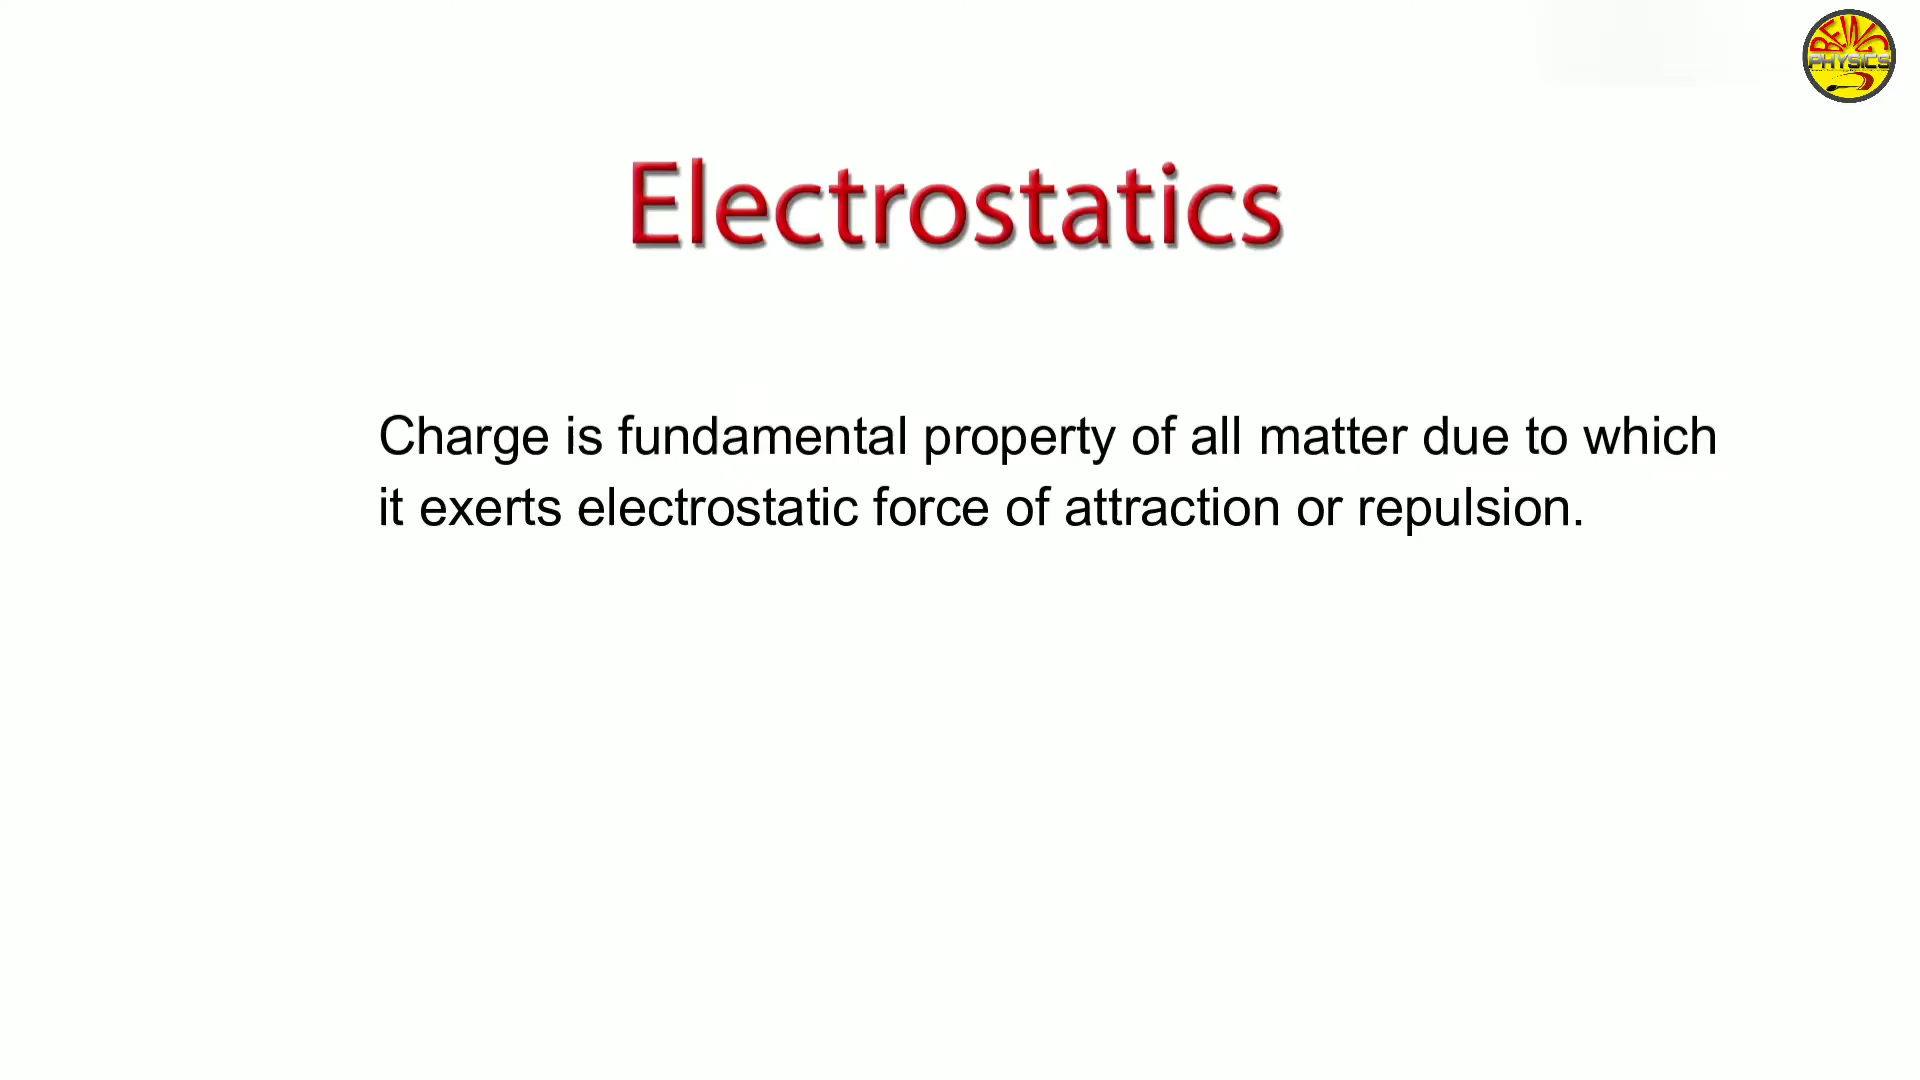 PHYSICS
Electrostatics
Charge is fundamental property of all matter due to which
it exerts electrostatic force of attraction or repulsion.